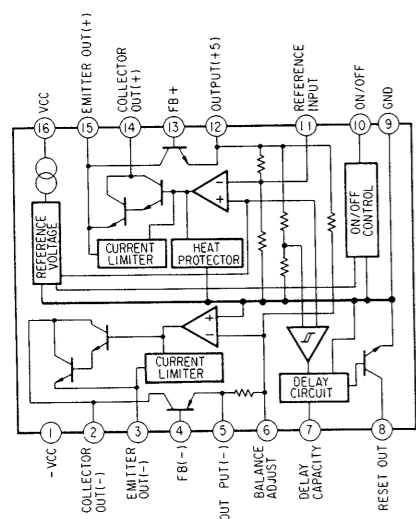 EMITTER OUT(+)
COLLECTOR
OUT(+)
FB+
OUTPUT(+5)
REFERENCE
INPUT
ON/OFF
GND
VCC
16
15
14
13
12
11
10
9
REFERENCE
VOLTAGE
CURRENT
LIMITER
HEAT
PROTECTOR
-
+
ON/OFF
CONTROL
+
-
CURRENT
LIMITER
DELAY
CIRCUIT
1
2
3
4
5
6
7
8
-VCC
COLLECTOR
OUT(-)
EMITTER
OUT(-)
FB(-)
OUT PUT(-)
BALANCE
ADJUST
DELAY
CAPACITY
RESET OUT